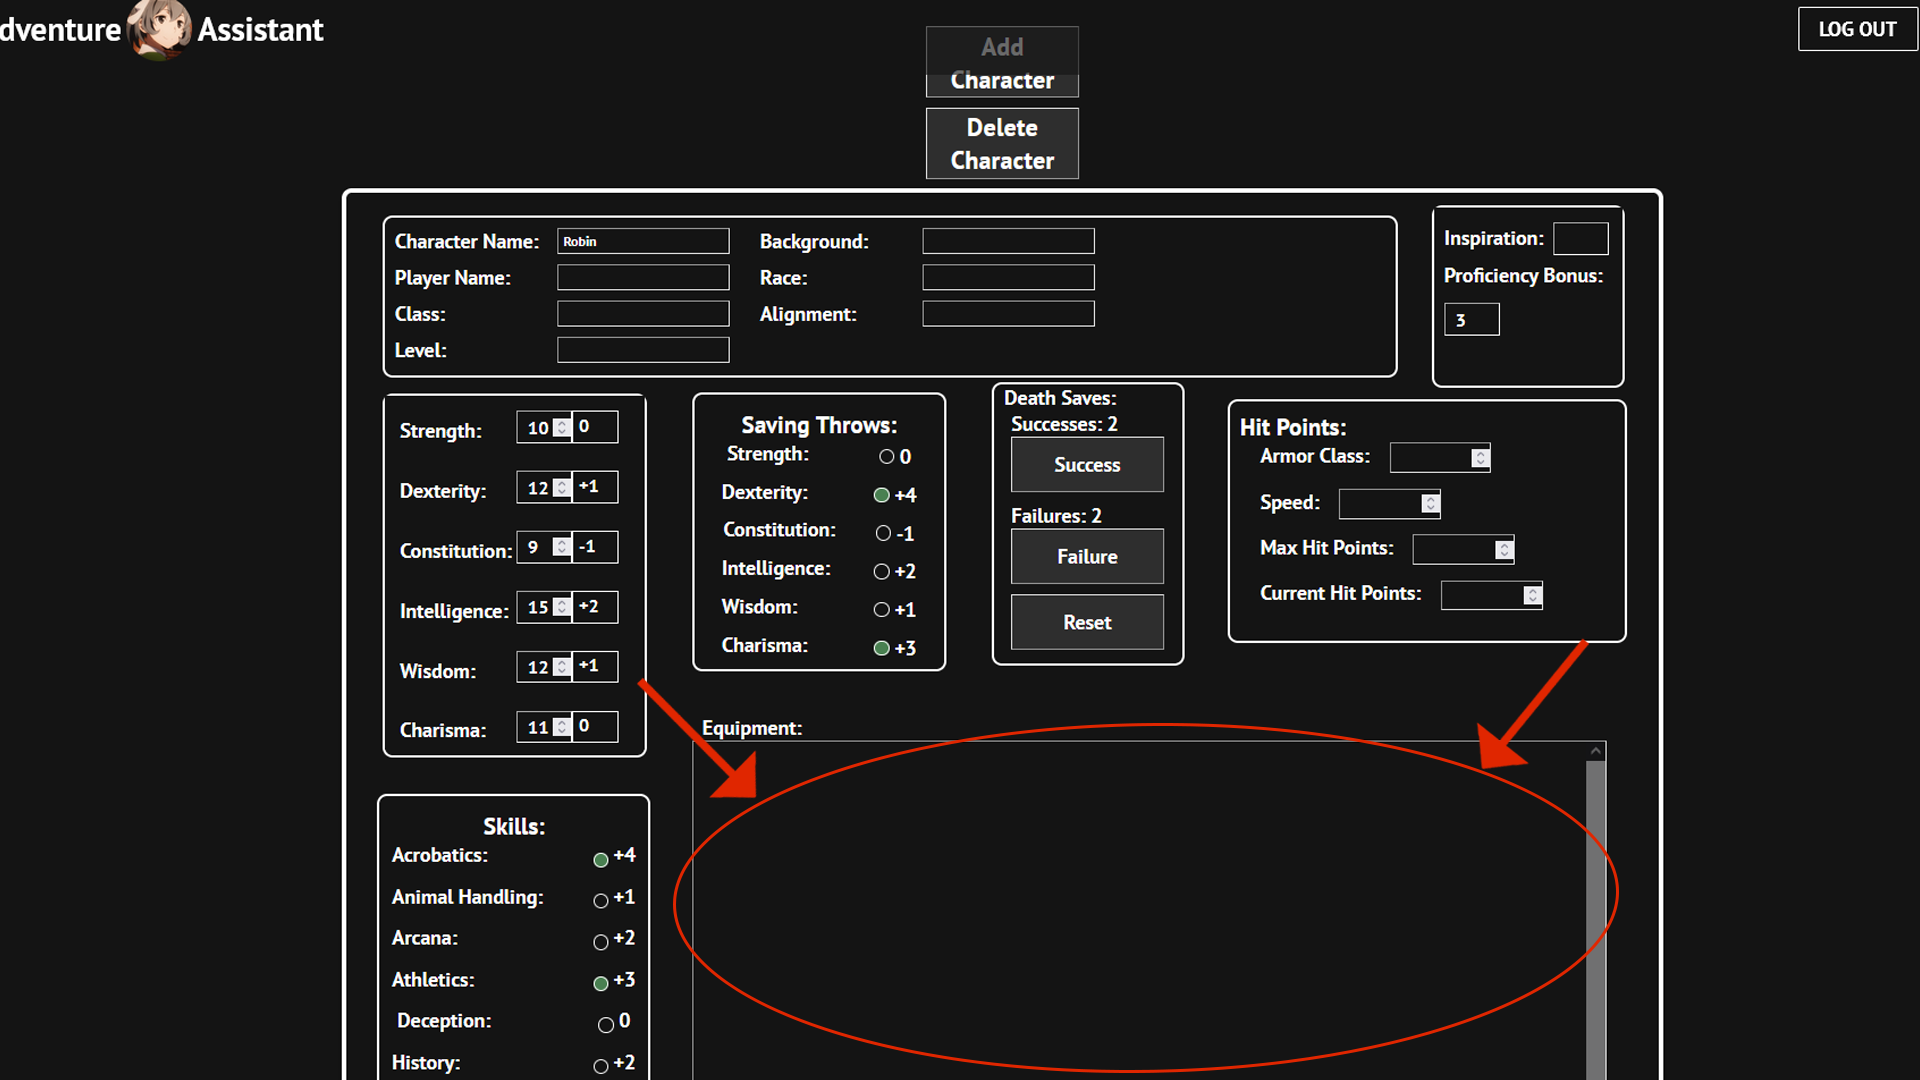 dventure Assistant
LOG OUT
Add
Character
Delete
Character
Character Name: Robin
Background:
Player Name:
Race:
Class:
Alignment:
Level:
Inspiration:
Proficiency Bonus:
3
Strength: 10 0
Dexterity: 12 +1
Constitution: 9 -1
Intelligence: 15 +2
Wisdom: 12 +1
Charisma: 11 0
Saving Throws:
Strength: 0
Dexterity: +4
Constitution: -1
Intelligence: +2
Wisdom: +1
Charisma: +3
Death Saves:
Successes: 2
Success
Failures: 2
Failure
Reset
Hit Points:
Armor Class:
Speed:
Max Hit Points:
Current Hit Points:
Equipment:
Skills:
Acrobatics: +4
Animal Handling: +1
Arcana: +2
Athletics: +3
Deception: 0
History: +2